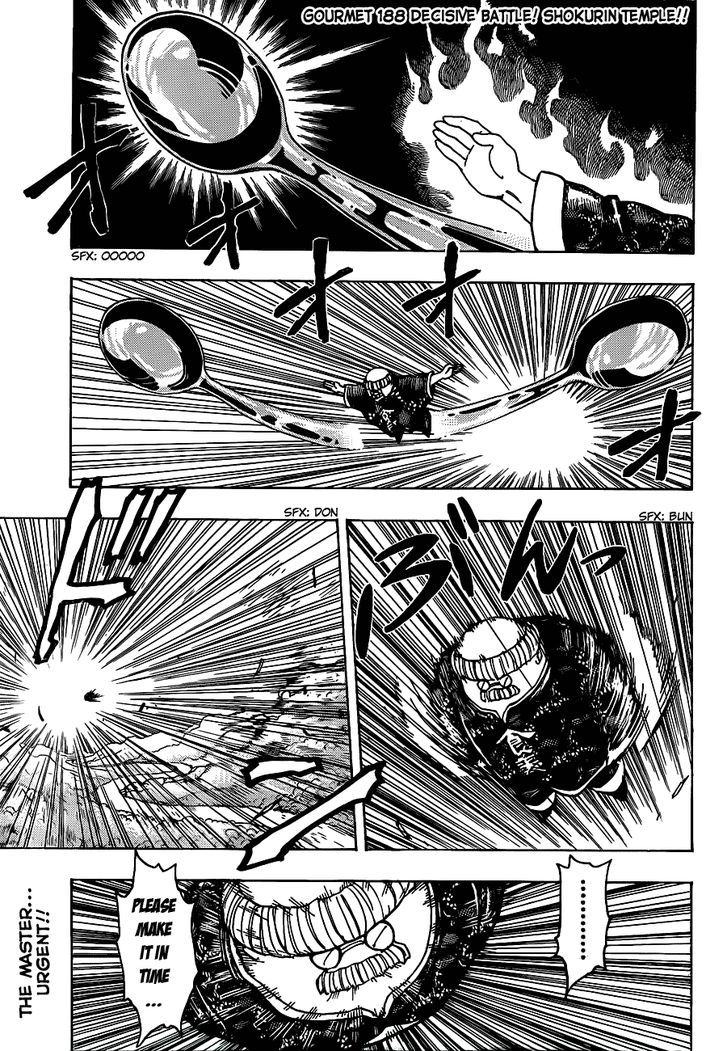 GOURMET 188 DECISIVE BATTLE! SHOKURIN TEMPLE!!
オ
オ
オ
SFX: OOOOO
オ
オ
オ
SFX: BUN
ぶんっ
SFX: DON
ドン!!!
.........
PLEASE
MAKE
IT IN
TIME
...
THE MASTER...
URGENT!!